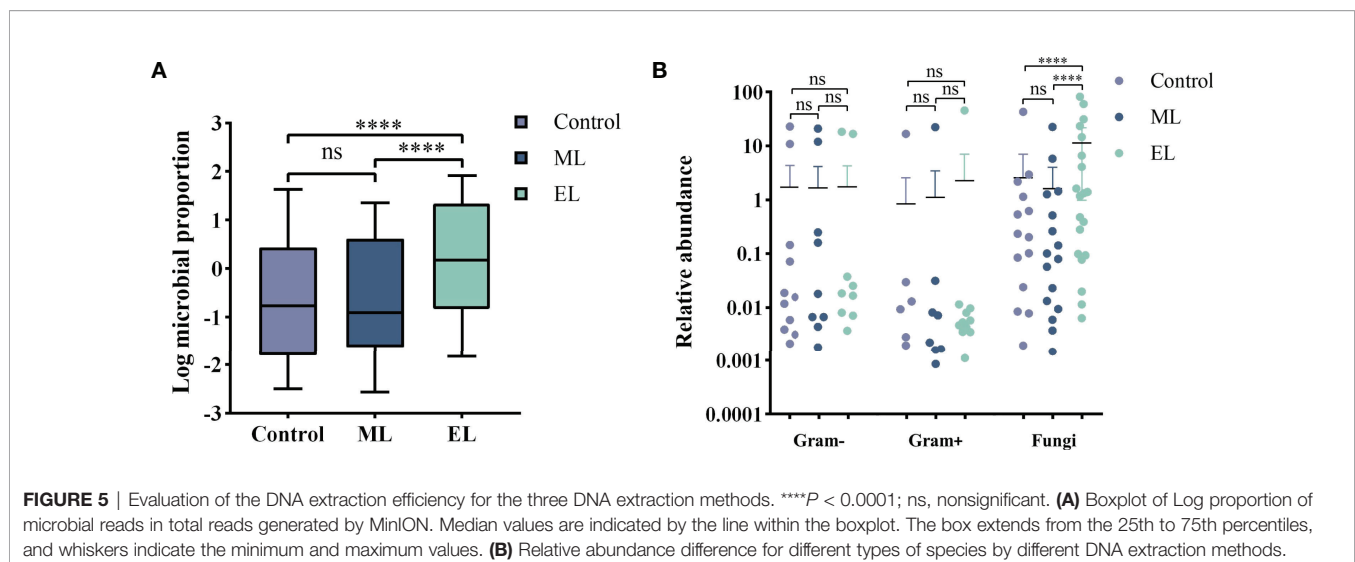 A
Log microbial proportion
3
2
1
0
-1
-2
-3
****
ns
****
Control
ML
EL
Control ML EL
B
Relative abundance
100
10
1
0.1
0.01
0.001
0.0001
ns
ns ns
ns
ns ns
****
ns ****
Gram- Gram+ Fungi
Control
ML
EL
FIGURE 5 | Evaluation of the DNA extraction efficiency for the three DNA extraction methods. ****P < 0.0001; ns, nonsignificant. (A) Boxplot of Log proportion of
microbial reads in total reads generated by MinION. Median values are indicated by the line within the boxplot. The box extends from the 25th to 75th percentiles,
and whiskers indicate the minimum and maximum values. (B) Relative abundance difference for different types of species by different DNA extraction methods.